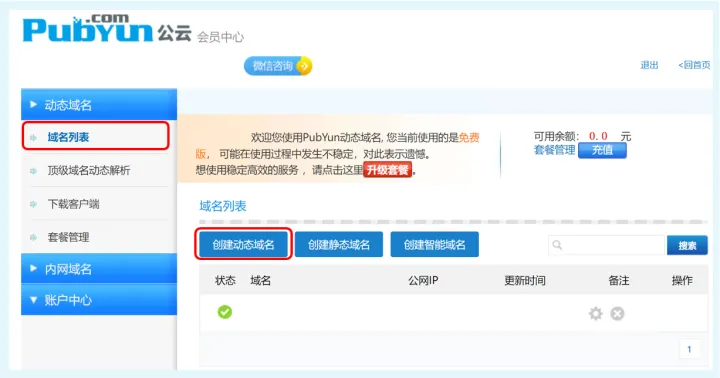 PubYun.com 公云 会员中心
微信咨询
退出 <回首页
动态域名
域名列表
顶级域名动态解析
下载客户端
套餐管理
内网域名
账户中心
欢迎您使用PubYun动态域名, 您当前使用的是免费
版， 可能在使用过程中发生不稳定，对此表示遗憾。
想使用稳定高效的服务 ，请点击这里 升级套餐 。
可用余额： 0.0 元
套餐管理 充值
域名列表
创建动态域名 创建静态域名 创建智能域名 搜索
状态 域名 公网IP 更新时间 备注 操作
1